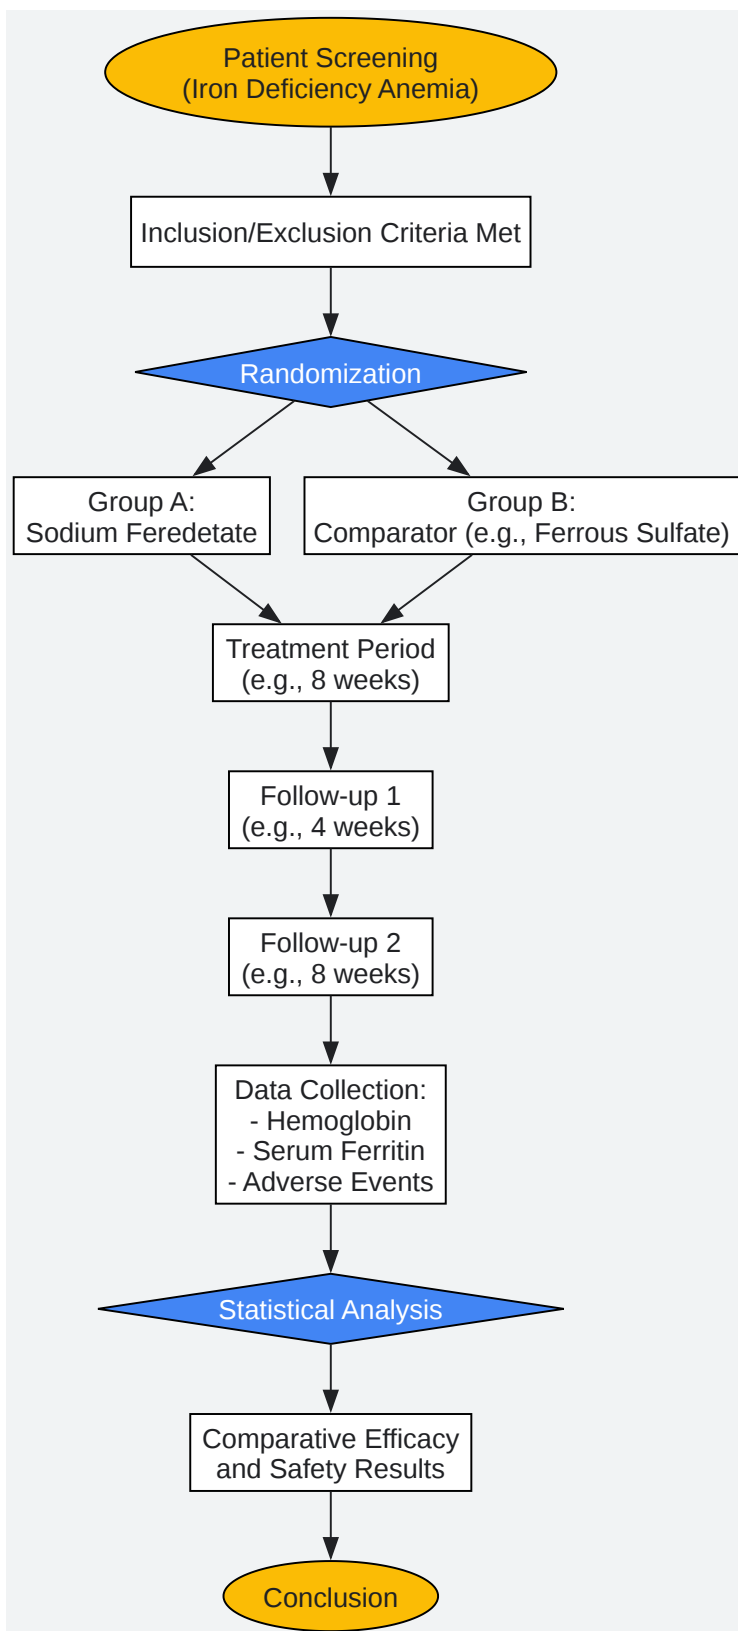 Patient Screening
(Iron Deficiency Anemia)
Inclusion/Exclusion Criteria Met
Randomization
Group A:
Sodium Feredetate
Group B:
Comparator (e.g., Ferrous Sulfate)
Treatment Period
(e.g., 8 weeks)
Follow-up 1
(e.g., 4 weeks)
Follow-up 2
(e.g., 8 weeks)
Data Collection:
- Hemoglobin
- Serum Ferritin
- Adverse Events
Statistical Analysis
Comparative Efficacy
and Safety Results
Conclusion